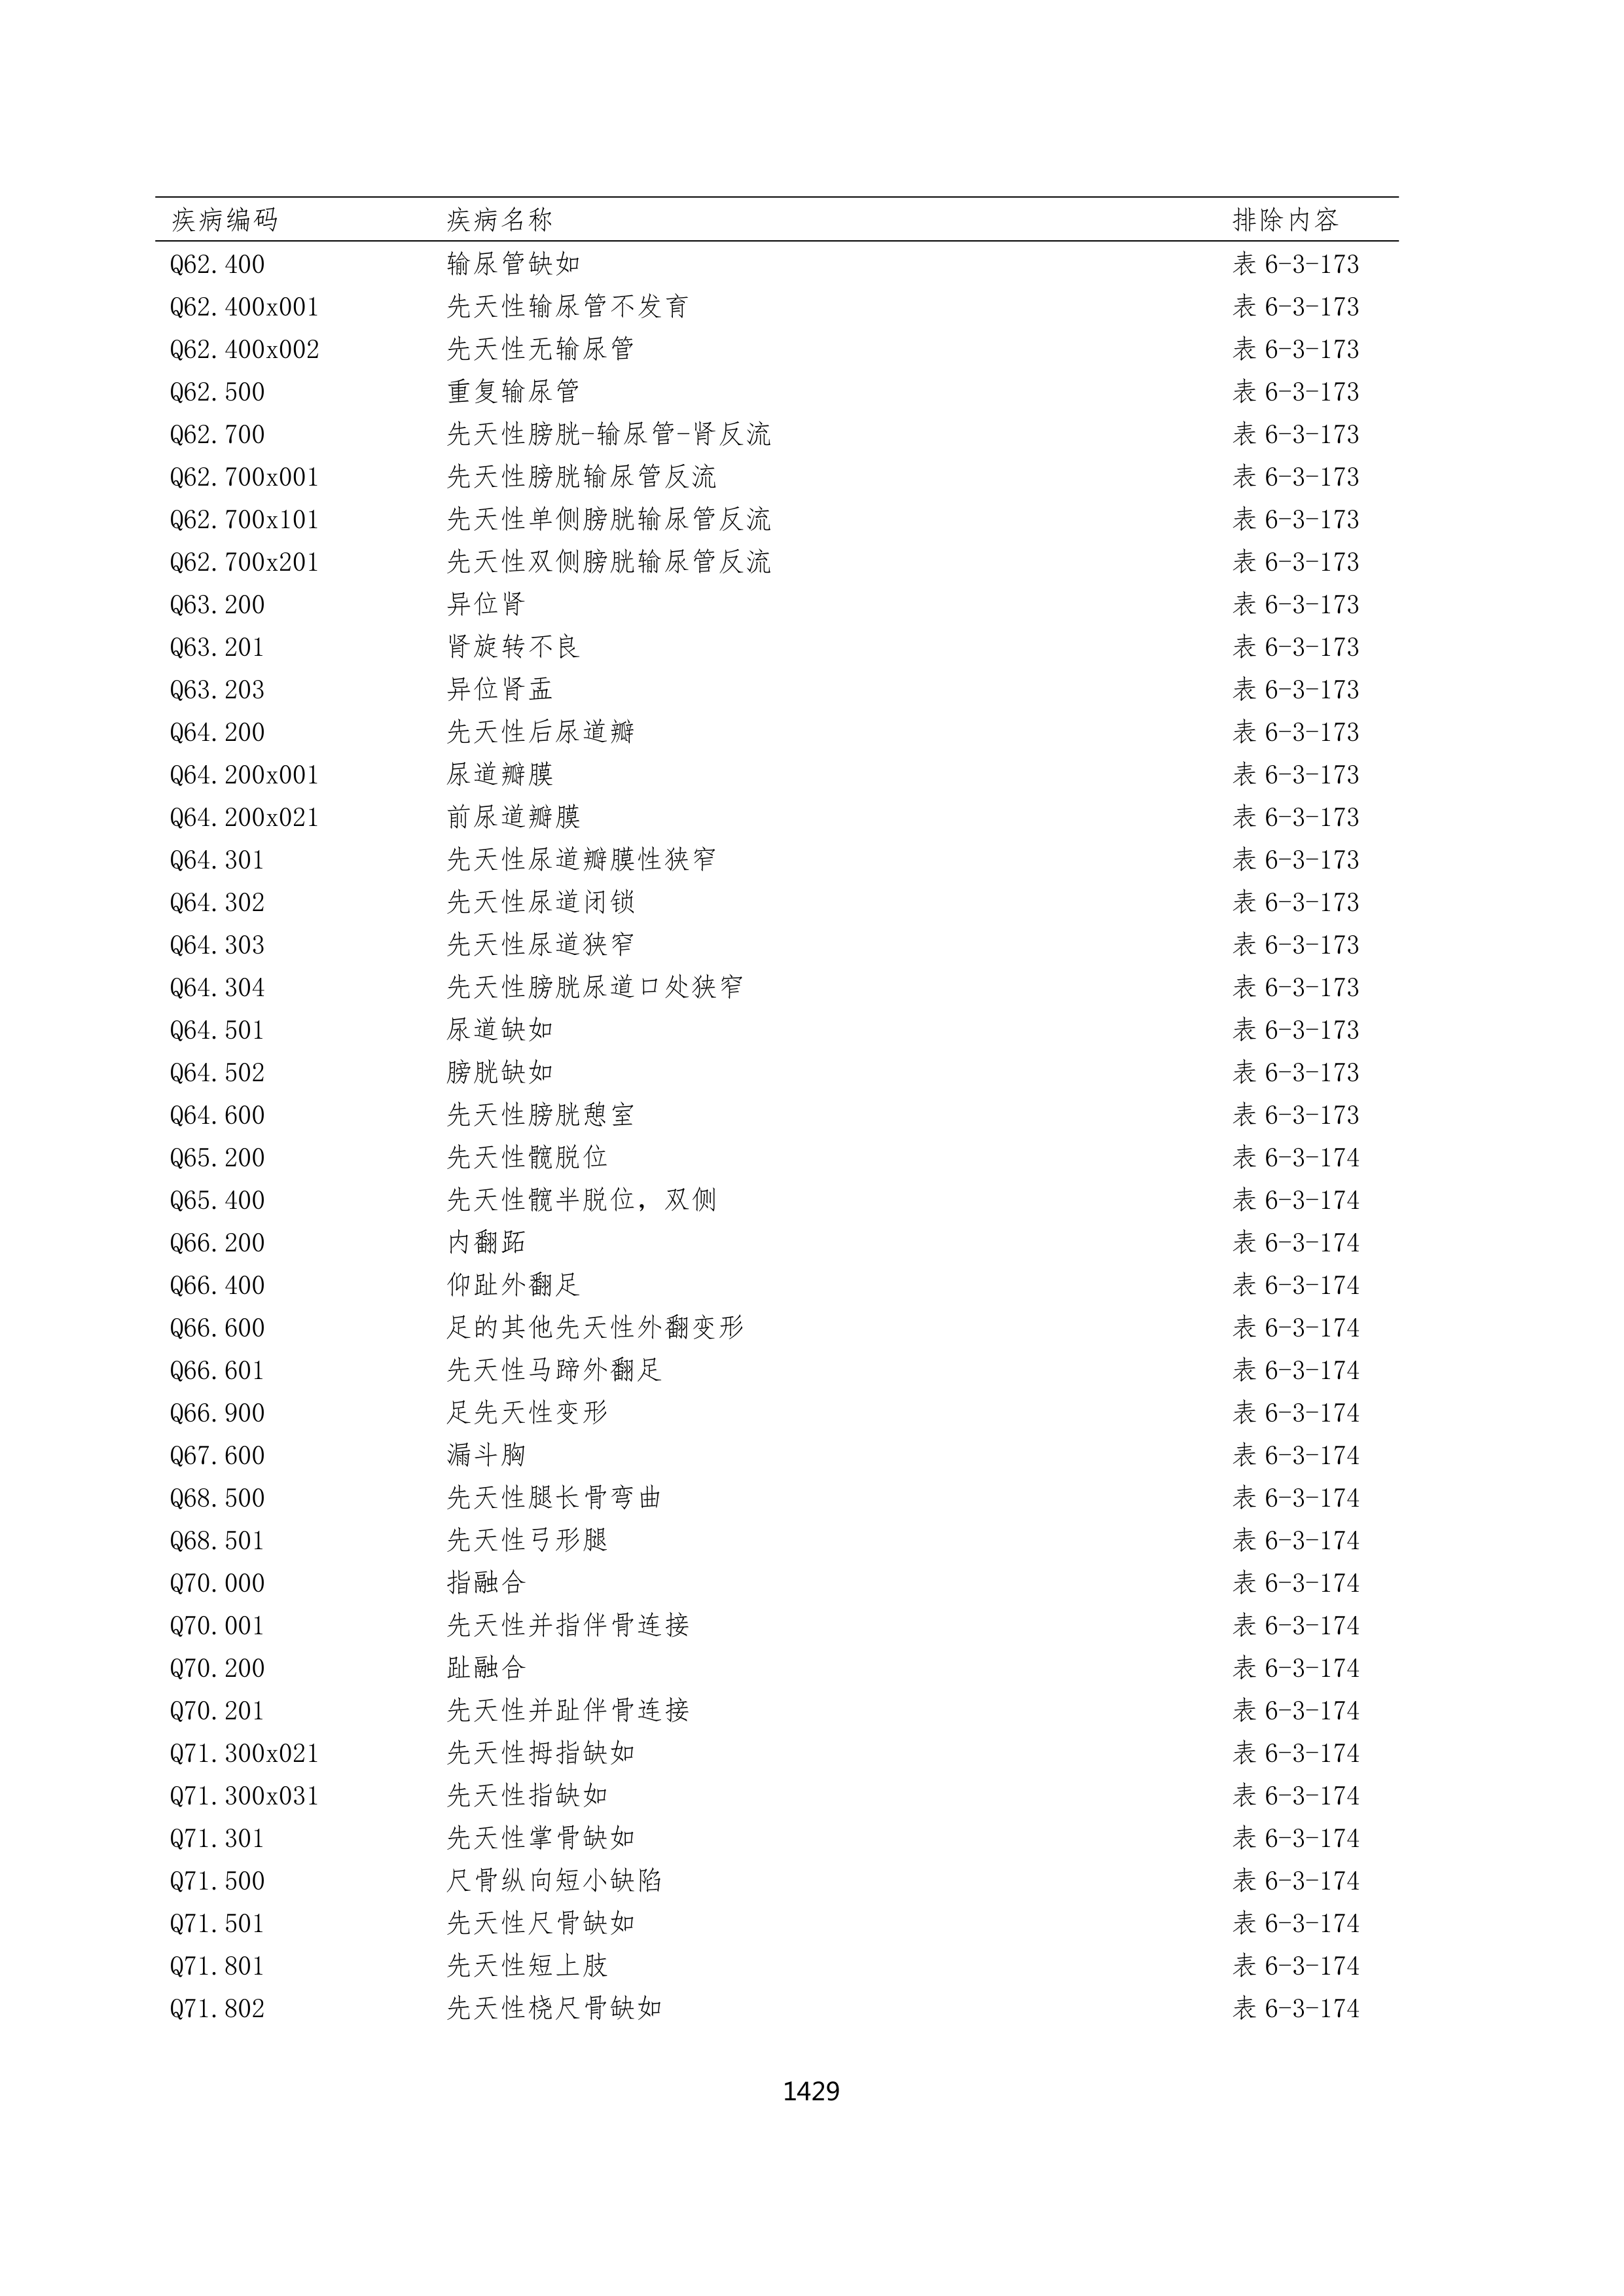 疾病编码 疾病名称 排除内容
Q62.400 输尿管缺如 表 6-3-173
Q62.400x001 先天性输尿管不发育 表 6-3-173
Q62.400x002 先天性无输尿管 表 6-3-173
Q62.500 重复输尿管 表 6-3-173
Q62.700 先天性膀胱-输尿管-肾反流 表 6-3-173
Q62.700x001 先天性膀胱输尿管反流 表 6-3-173
Q62.700x101 先天性单侧膀胱输尿管反流 表 6-3-173
Q62.700x201 先天性双侧膀胱输尿管反流 表 6-3-173
Q63.200 异位肾 表 6-3-173
Q63.201 肾旋转不良 表 6-3-173
Q63.203 异位肾盂 表 6-3-173
Q64.200 先天性后尿道瓣 表 6-3-173
Q64.200x001 尿道瓣膜 表 6-3-173
Q64.200x021 前尿道瓣膜 表 6-3-173
Q64.301 先天性尿道瓣膜性狭窄 表 6-3-173
Q64.302 先天性尿道闭锁 表 6-3-173
Q64.303 先天性尿道狭窄 表 6-3-173
Q64.304 先天性膀胱尿道口处狭窄 表 6-3-173
Q64.501 尿道缺如 表 6-3-173
Q64.502 膀胱缺如 表 6-3-173
Q64.600 先天性膀胱憩室 表 6-3-173
Q65.200 先天性髋脱位 表 6-3-174
Q65.400 先天性髋半脱位，双侧 表 6-3-174
Q66.200 内翻跖 表 6-3-174
Q66.400 仰趾外翻足 表 6-3-174
Q66.600 足的其他先天性外翻变形 表 6-3-174
Q66.601 先天性马蹄外翻足 表 6-3-174
Q66.900 足先天性变形 表 6-3-174
Q67.600 漏斗胸 表 6-3-174
Q68.500 先天性腿长骨弯曲 表 6-3-174
Q68.501 先天性弓形腿 表 6-3-174
Q70.000 指融合 表 6-3-174
Q70.001 先天性并指伴骨连接 表 6-3-174
Q70.200 趾融合 表 6-3-174
Q70.201 先天性并趾伴骨连接 表 6-3-174
Q71.300x021 先天性拇指缺如 表 6-3-174
Q71.300x031 先天性指缺如 表 6-3-174
Q71.301 先天性掌骨缺如 表 6-3-174
Q71.500 尺骨纵向短小缺陷 表 6-3-174
Q71.501 先天性尺骨缺如 表 6-3-174
Q71.801 先天性短上肢 表 6-3-174
Q71.802 先天性桡尺骨缺如 表 6-3-174
1429